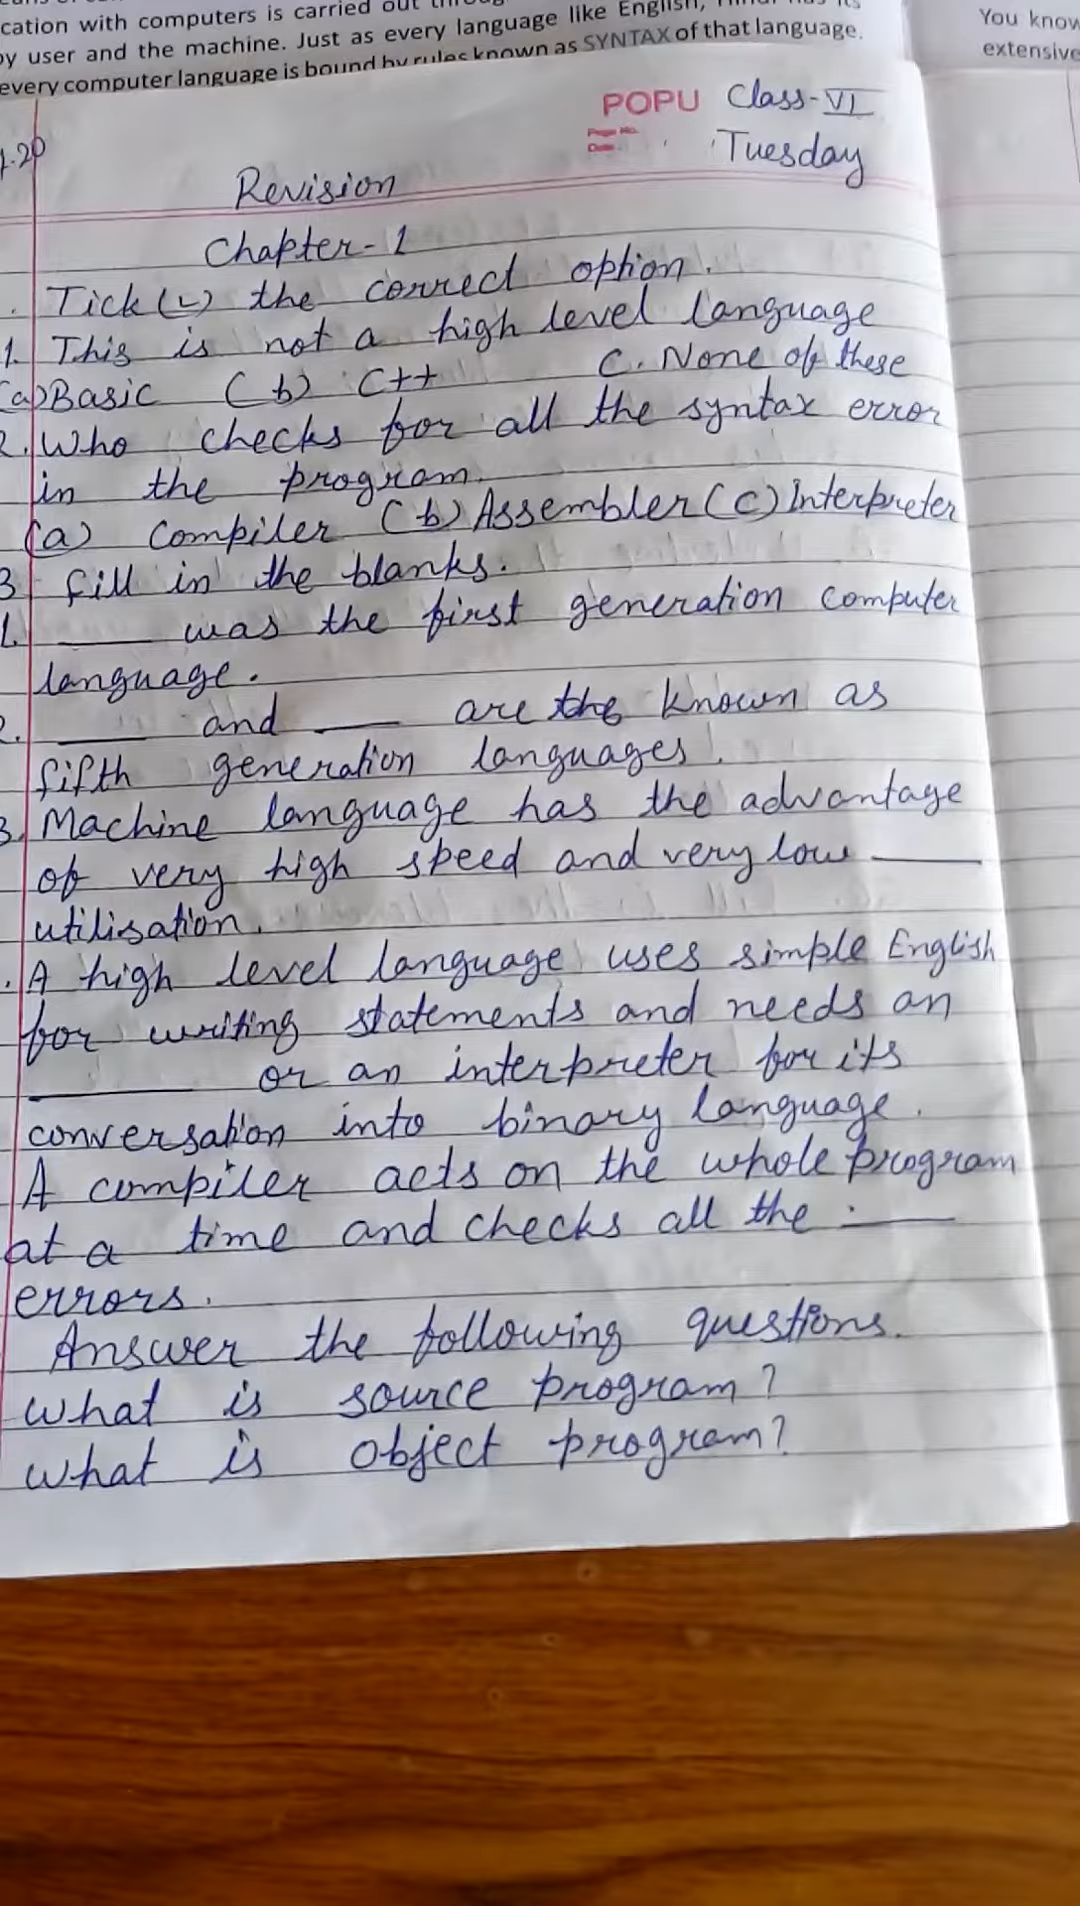 cation with computers is carried out
by user and the machine. Just as every language like English,
every computer language is bound by rules known as SYNTAX of that language.
You know
extensive
POPU Class-VI
Page No.
Date
Tuesday
.20
Revision
Chapter-1
Tick (✓) the correct option.
1. This is not a high level language
(a) Basic (b) C++ C. None of these
2. Who checks for all the syntax error
in the program.
(a) Compiler (b) Assembler (c) Interpreter
3 fill in the blanks.
1. ____ was the first generation computer
language.
2. ____ and ____ are the known as
fifth generation languages.
3. Machine language has the advantage
of very high speed and very low ____
utilisation.
. A high level language uses simple English
for writing statements and needs an
____ or an interpreter for its
conversation into binary language.
A compiler acts on the whole program
at a time and checks all the ____
errors.
Answer the following questions.
What is source program?
What is object program?